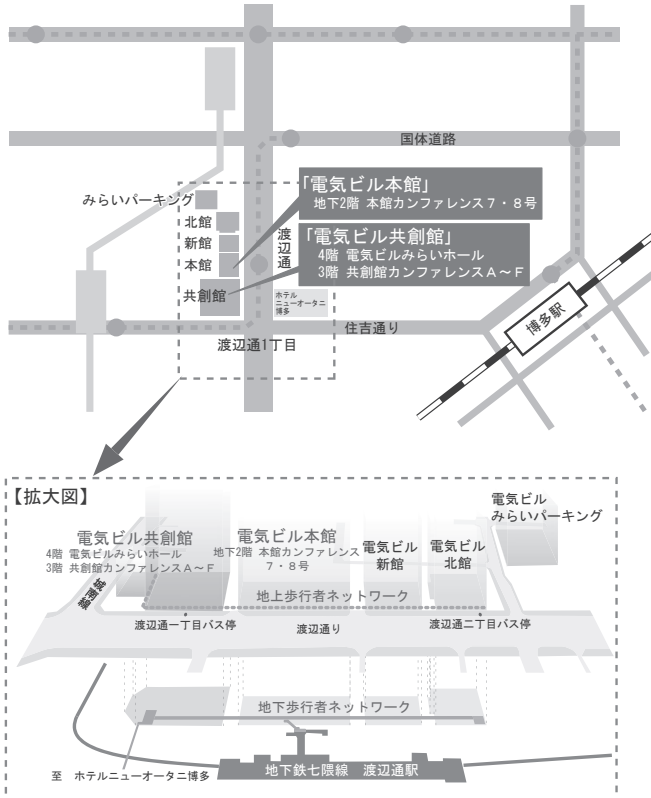 国体道路
みらいパーキング
「電気ビル本館」
地下2階 本館カンファレンス7・8号
北館
新館
本館
共創館
渡辺通
「電気ビル共創館」
4階 電気ビルみらいホール
3階 共創館カンファレンスA～F
ホテル
ニューオータニ
博多
住吉通り
渡辺通1丁目
博多駅
【拡大図】
電気ビル共創館
4階 電気ビルみらいホール
3階 共創館カンファレンスA～F
電気ビル本館
地下2階 本館カンファレンス
7・8号
電気ビル
新館
電気ビル
北館
電気ビル
みらいパーキング
城南線
地上歩行者ネットワーク
渡辺通一丁目バス停
渡辺通り
渡辺通二丁目バス停
地下歩行者ネットワーク
至 ホテルニューオータニ博多
地下鉄七隈線 渡辺通駅